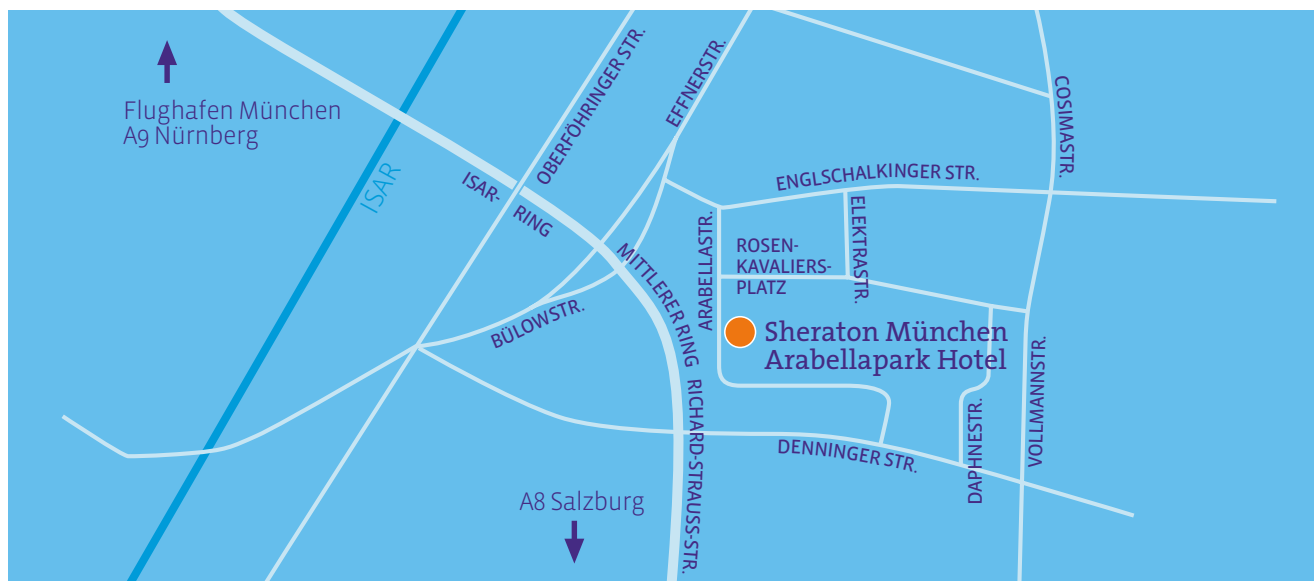 Flughafen München
A9 Nürnberg
ISAR
ISAR-
RING
OBERFÖHRINGER STR.
EFFNERSTR.
COSIMASTR.
ENGLSCHALKINGER STR.
ELEKTRASTR.
ARABELLASTR.
ROSEN-
KAVALIERS-
PLATZ
MITTLERER RING
RICHARD-STRAUSS-STR.
BÜLOWSTR.
Sheraton München
Arabellapark Hotel
VOLLMANNSTR.
DAPHNESTR.
DENNINGER STR.
A8 Salzburg